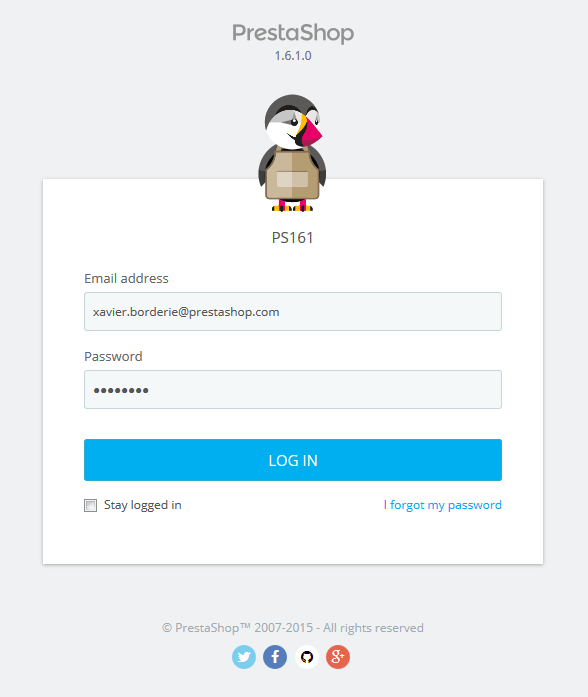 PrestaShop
1.6.1.0
PS161
Email address
xavier.borderie@prestashop.com
Password
••••••••
LOG IN
Stay logged in
I forgot my password
© PrestaShop™ 2007-2015 - All rights reserved